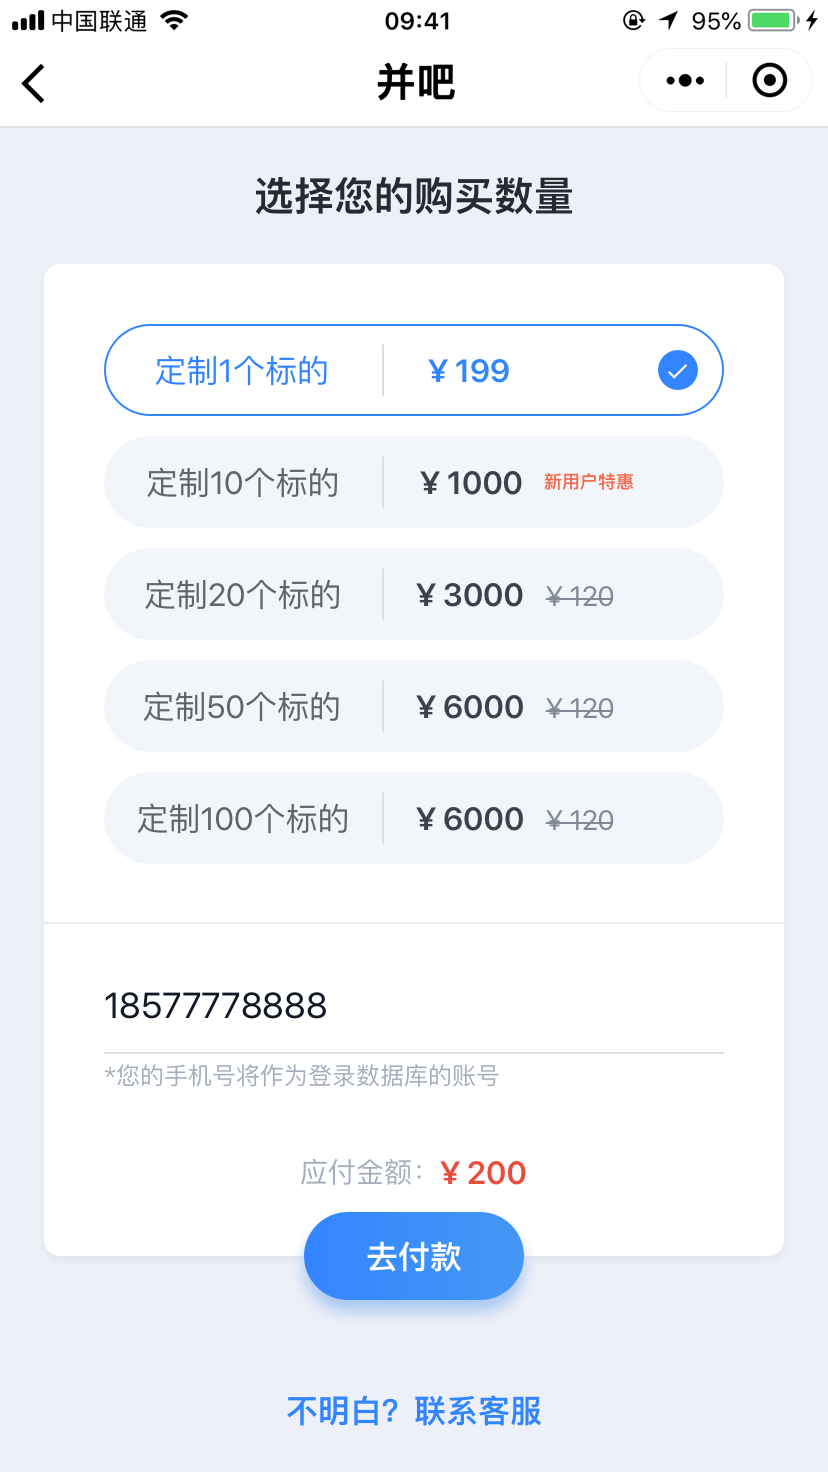 中国联通 09:41 95%
并吧
选择您的购买数量
定制1个标的 ¥ 199
定制10个标的 ¥ 1000 新用户特惠
定制20个标的 ¥ 3000 ¥ 120
定制50个标的 ¥ 6000 ¥ 120
定制100个标的 ¥ 6000 ¥ 120
18577778888
*您的手机号将作为登录数据库的账号
应付金额：¥ 200
去付款
不明白？联系客服